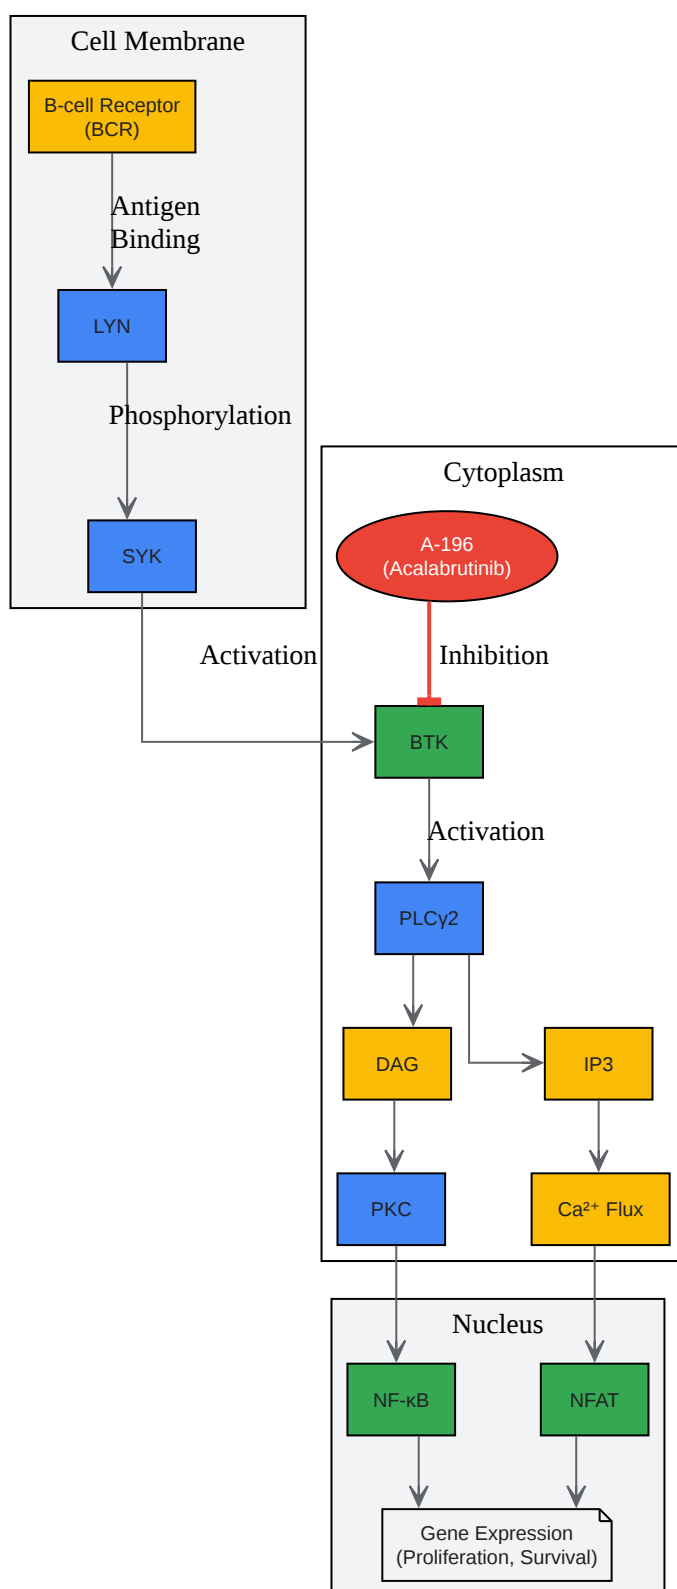 Cell Membrane
B-cell Receptor
(BCR)
Antigen
Binding
LYN
Phosphorylation
SYK
Activation
Cytoplasm
A-196
(Acalabrutinib)
Inhibition
BTK
Activation
PLCγ2
DAG
IP3
PKC
Ca²⁺ Flux
Nucleus
NF-κB
NFAT
Gene Expression
(Proliferation, Survival)